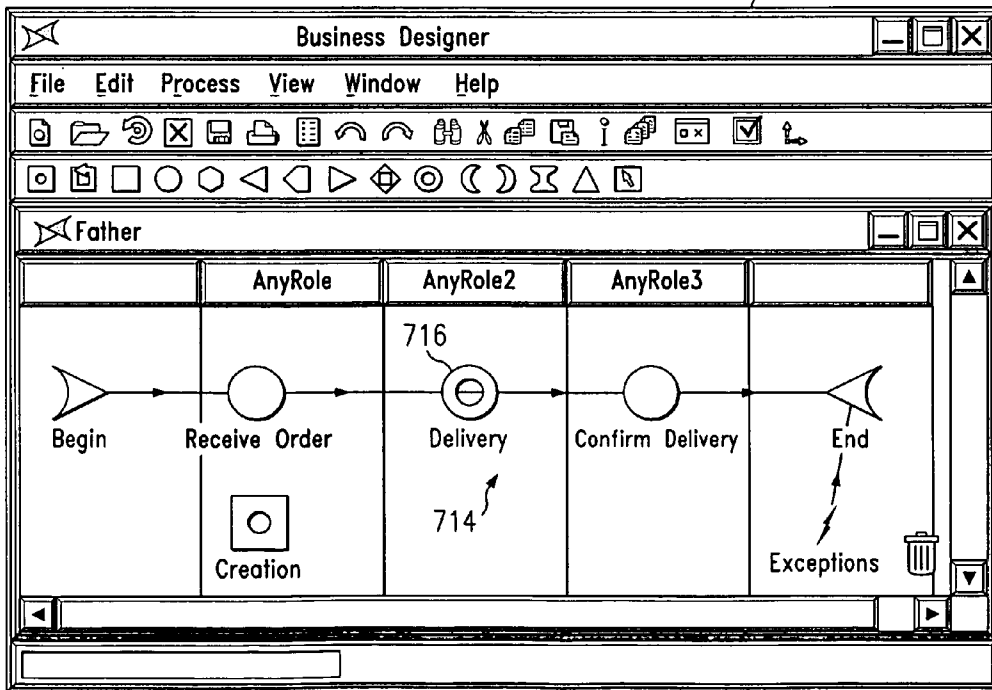 Business Designer
File Edit Process View Window Help
Father
AnyRole AnyRole2 AnyRole3
716
Begin Receive Order Delivery Confirm Delivery End
714
Creation Exceptions